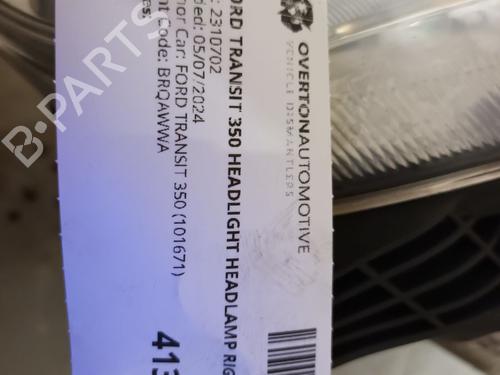 OVERTONAUTOMOTIVE
VEHICLE DISMANTLERS
FORD TRANSIT 350 HEADLIGHT HEADLAMP RIG
: 2310702
ded: 05/07/2024
nor Car: FORD TRANSIT 350 (101671)
nt Code: BRQAWWA
es:
413
B-PARTS